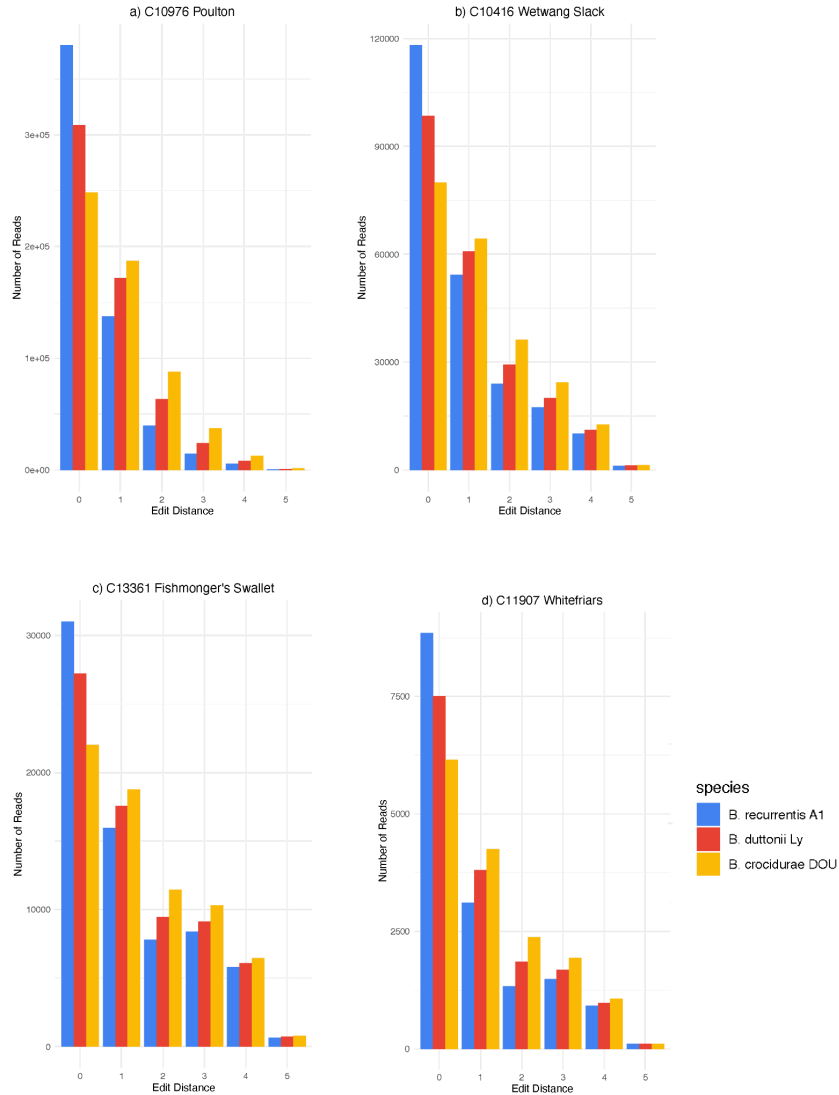 a) C10976 Poulton
Number of Reads
3e+05
2e+05
1e+05
0e+00
0 1 2 3 4 5
Edit Distance
b) C10416 Wetwang Slack
Number of Reads
120000
90000
60000
30000
0
0 1 2 3 4 5
Edit Distance
c) C13361 Fishmonger's Swallet
Number of Reads
30000
20000
10000
0
0 1 2 3 4 5
Edit Distance
d) C11907 Whitefriars
Number of Reads
7500
5000
2500
0
0 1 2 3 4 5
Edit Distance
species
B. recurrentis A1
B. duttonii Ly
B. crocidurae DOU